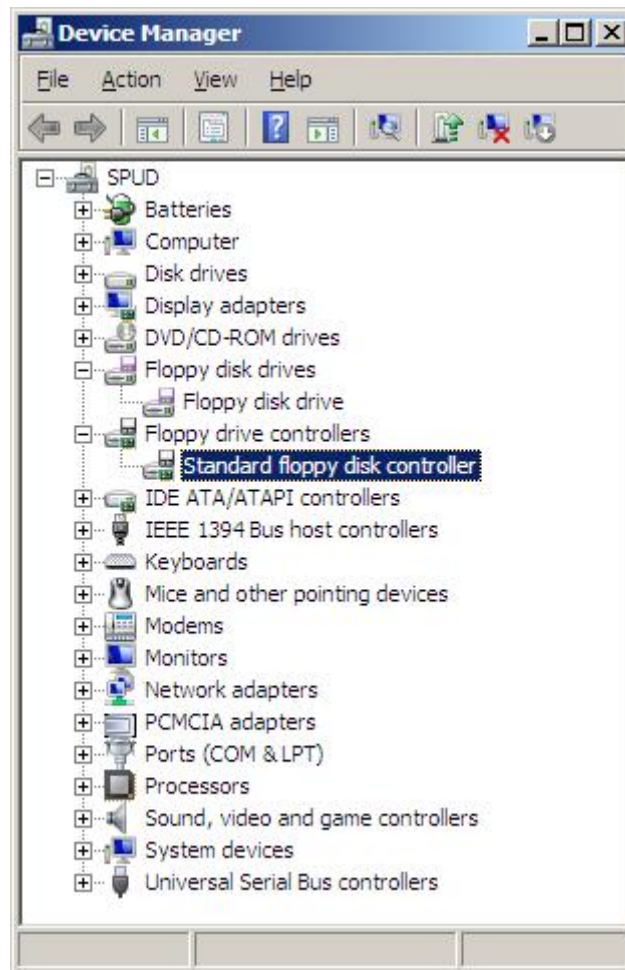 Device Manager
File Action View Help
SPUD
Batteries
Computer
Disk drives
Display adapters
DVD/CD-ROM drives
Floppy disk drives
Floppy disk drive
Floppy drive controllers
Standard floppy disk controller
IDE ATA/ATAPI controllers
IEEE 1394 Bus host controllers
Keyboards
Mice and other pointing devices
Modems
Monitors
Network adapters
PCMCIA adapters
Ports (COM & LPT)
Processors
Sound, video and game controllers
System devices
Universal Serial Bus controllers